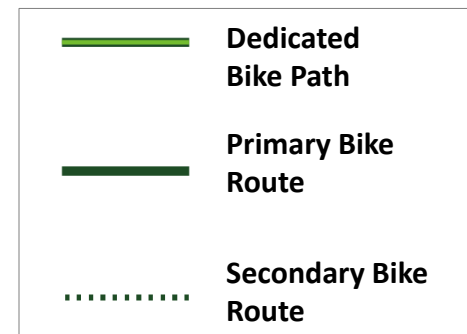 Dedicated
Bike Path
Primary Bike
Route
Secondary Bike
Route